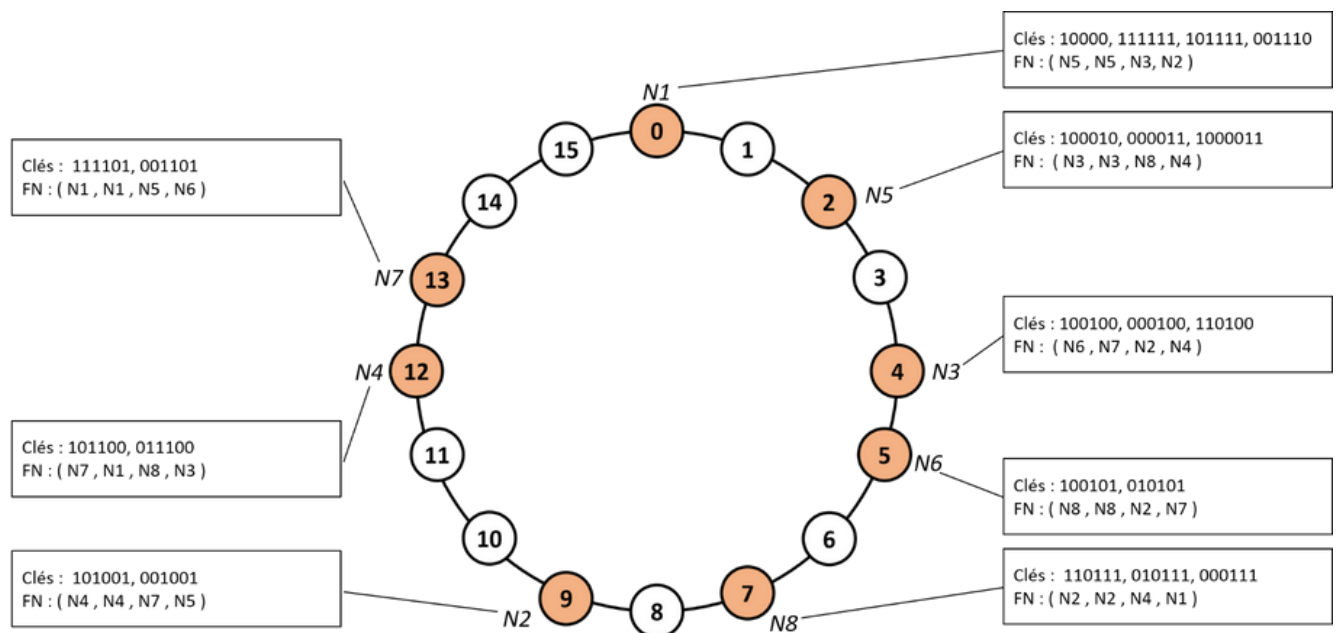 Clés : 10000, 111111, 101111, 001110
FN : ( N5 , N5 , N3, N2 )
N1
0
15
1
Clés : 100010, 000011, 1000011
FN : ( N3 , N3 , N8 , N4 )
Clés : 111101, 001101
FN : ( N1 , N1 , N5 , N6 )
14
2
N5
N7
13
3
Clés : 100100, 000100, 110100
FN : ( N6 , N7 , N2 , N4 )
N4
12
4
N3
Clés : 101100, 011100
FN : ( N7 , N1 , N8 , N3 )
11
5
N6
Clés : 100101, 010101
FN : ( N8 , N8 , N2 , N7 )
10
6
Clés : 101001, 001001
FN : ( N4 , N4 , N7 , N5 )
N2
9
8
7
N8
Clés : 110111, 010111, 000111
FN : ( N2 , N2 , N4 , N1 )